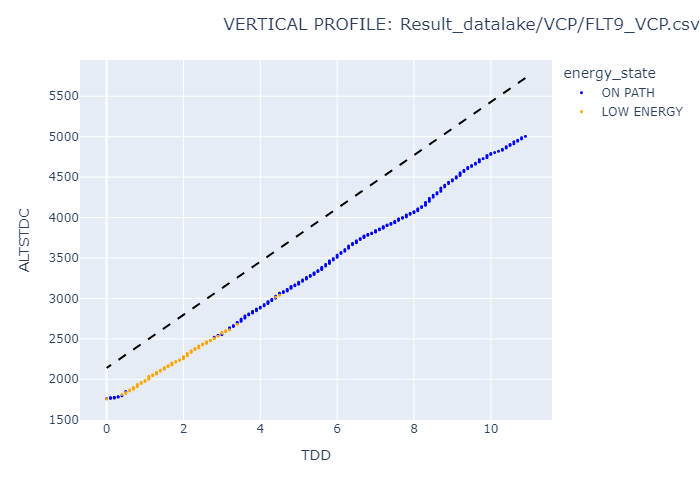 VERTICAL PROFILE: Result_datalake/VCP/FLT9_VCP.csv
energy_state
ON PATH
LOW ENERGY
5500
5000
4500
4000
3500
3000
2500
2000
1500
ALTSTDC
0 2 4 6 8 10
TDD